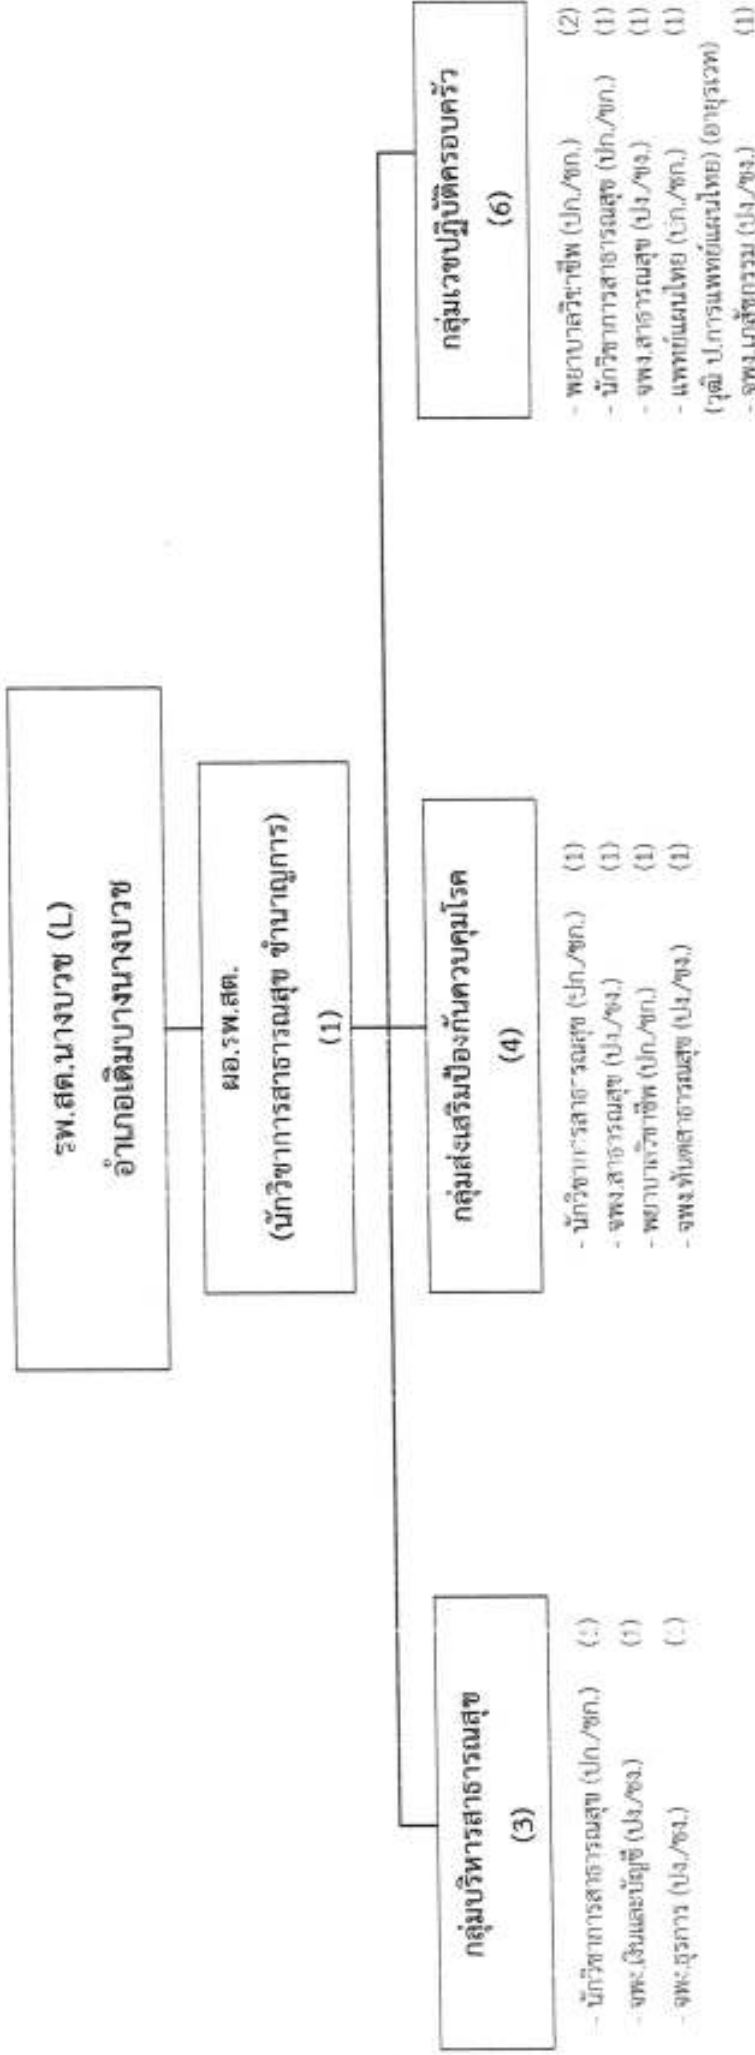 รพ.สต.นางบวช (L)
อำเภอเดิมบางนางบวช
ผอ.รพ.สต.
(นักวิชาการสาธารณสุข ชำนาญการ)
(1)
กลุ่มบริหารสาธารณสุข
(3)
- นักวิชาการสาธารณสุข (ปก./ชก.)
- จพง.เงินและบัญชี (ปง./ชง.) (1)
- จพง.ธุรการ (ปง./ชง.)
กลุ่มส่งเสริมป้องกันควบคุมโรค
(4)
- นักวิชาการสาธารณสุข (ปก./ชก.) (1)
- จพง.สาธารณสุข (ปง./ชง.) (1)
- พยาบาลวิชาชีพ (ปก./ชก.) (1)
- จพง.ทันตสาธารณสุข (ปง./ชง.) (1)
กลุ่มเวชปฏิบัติครอบครัว
(6)
- พยาบาลวิชาชีพ (ปก./ชก.) (2)
- นักวิชาการสาธารณสุข (ปก./ชก.) (1)
- จพง.สาธารณสุข (ปง./ชง.) (1)
- แพทย์แผนไทย (ปก./ชก.) (1)
(วุฒิ ป.การแพทย์แผนไทย) (อายุรเวท)
- จพง.เภสัชกรรม (ปง./ชง.) (1)